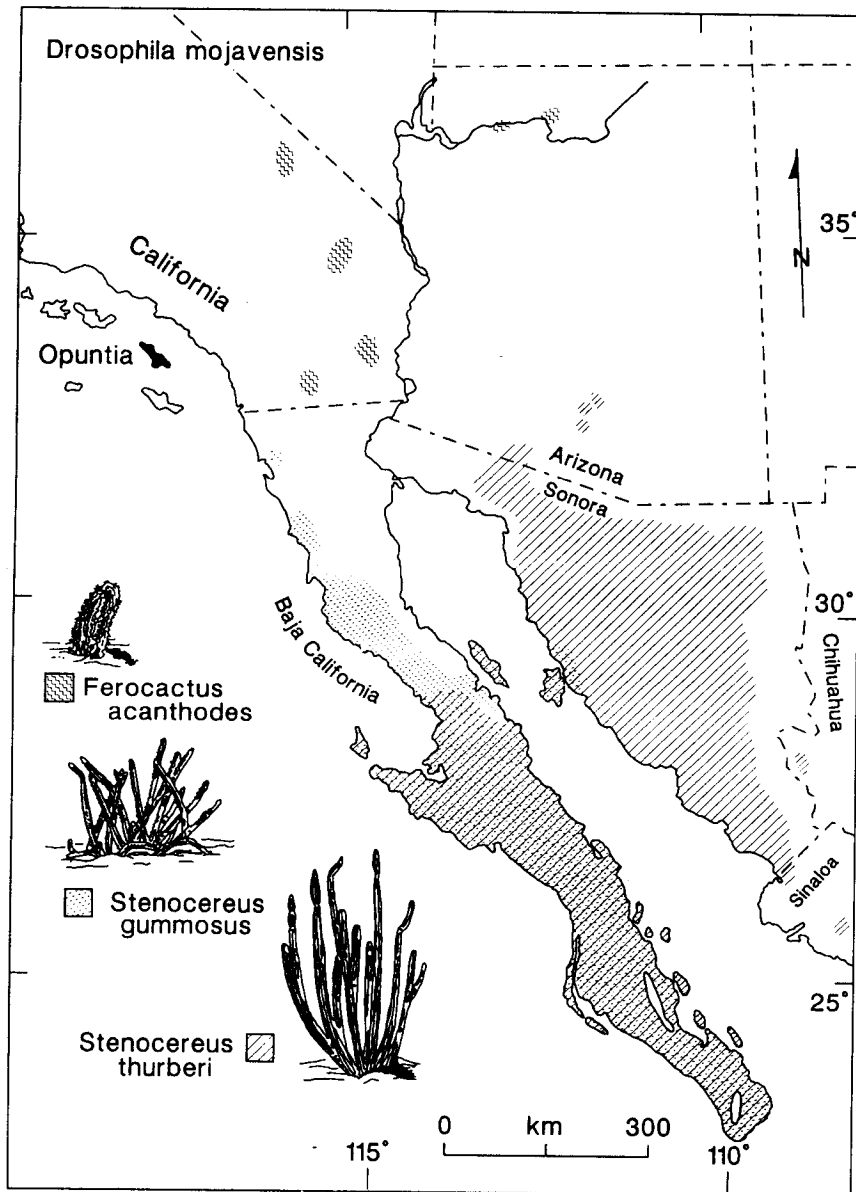 Drosophila mojavensis
California
35°
N
Opuntia
Arizona
Sonora
30°
Baja California
Chihuahua
Ferocactus
acanthodes
Sinaloa
Stenocereus
gummosus
25°
Stenocereus
thurberi
0 km 300
115° 110°